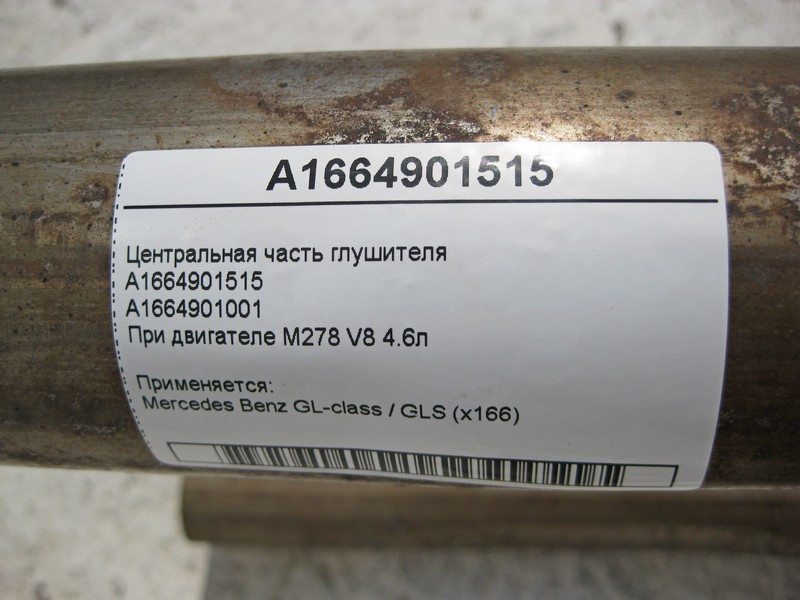 A1664901515
Центральная часть глушителя
A1664901515
A1664901001
При двигателе M278 V8 4.6л
Применяется:
Mercedes Benz GL-class / GLS (x166)